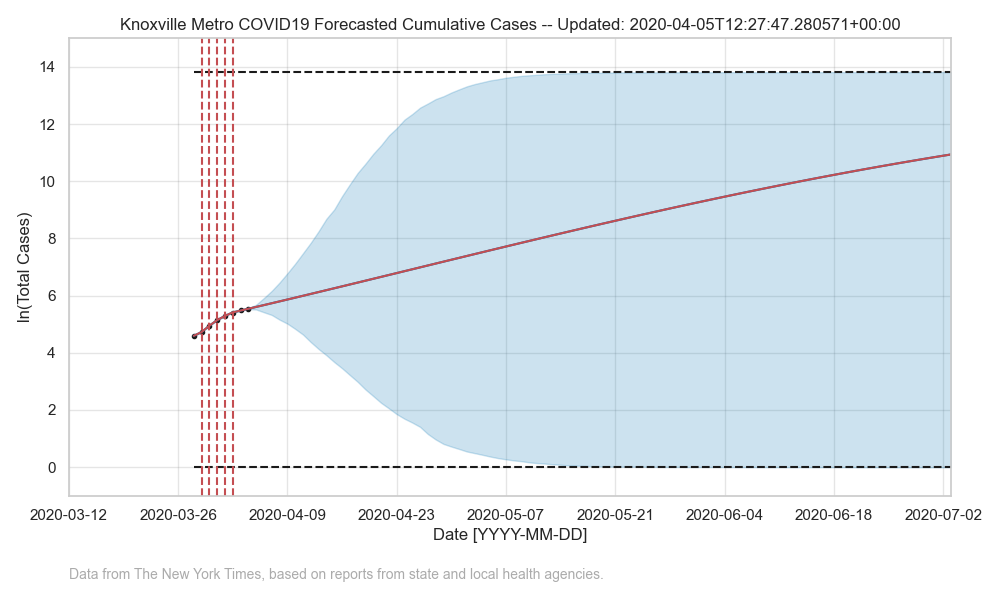 Knoxville Metro COVID19 Forecasted Cumulative Cases -- Updated: 2020-04-05T12:27:47.280571+00:00
14
12
10
8
6
4
2
0
ln(Total Cases)
2020-03-12 2020-03-26 2020-04-09 2020-04-23 2020-05-07 2020-05-21 2020-06-04 2020-06-18 2020-07-02
Date [YYYY-MM-DD]
Data from The New York Times, based on reports from state and local health agencies.